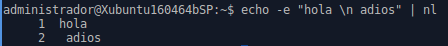 administrador@Xubuntu160464bSP:~$ echo -e "hola \n adios" | nl
     1	hola
     2	 adios